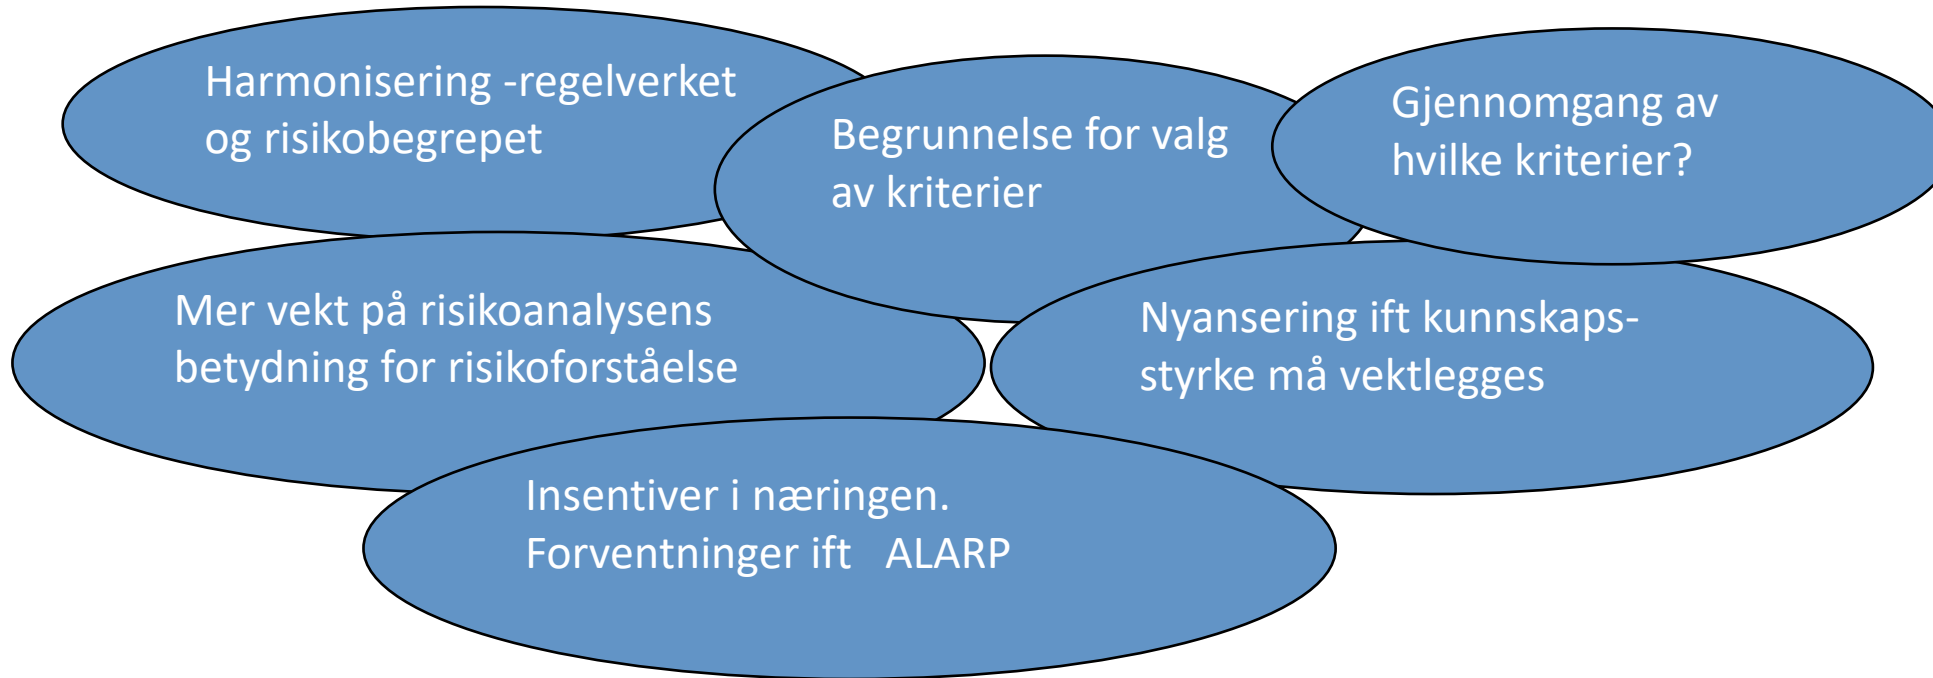 Harmonisering -regelverket
og risikobegrepet
Begrunnelse for valg
av kriterier
Gjennomgang av
hvilke kriterier?
Mer vekt på risikoanalysens
betydning for risikoforståelse
Nyansering ift kunnskaps-
styrke må vektlegges
Insentiver i næringen.
Forventninger ift   ALARP